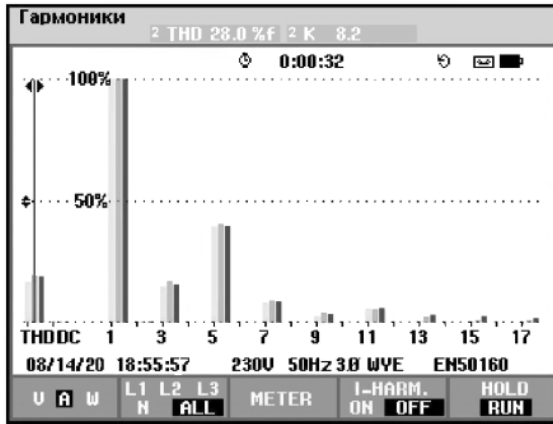 Гармоники
2 THD 28.0 %f 2 K 8.2
0:00:32
100%
50%
THD DC 1 3 5 7 9 11 13 15 17
08/14/20 18:55:57 230V 50Hz 3Ø WYE EN50160
V A W L1 L2 L3 N ALL METER I-HARM. ON OFF HOLD RUN